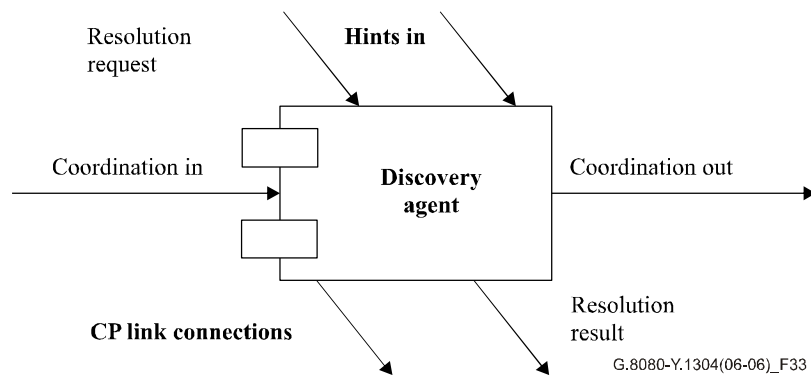 Resolution
request
Hints in
Coordination in
Discovery
agent
Coordination out
CP link connections
Resolution
result
G.8080-Y.1304(06-06)_F33